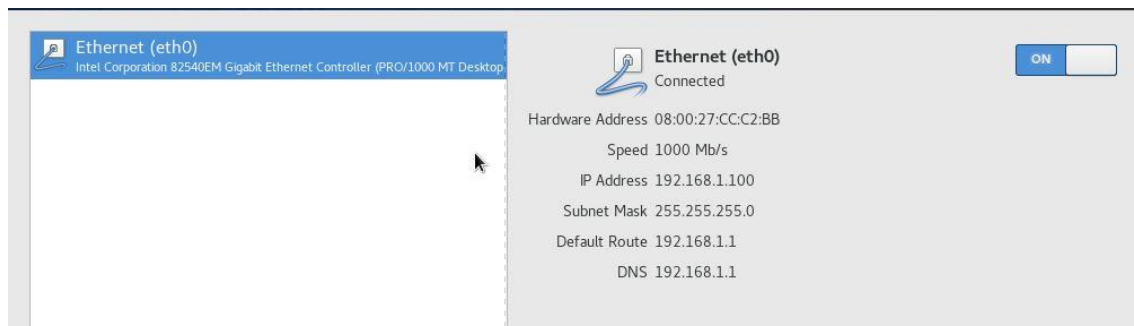 Ethernet (eth0)
Intel Corporation 82540EM Gigabit Ethernet Controller (PRO/1000 MT Desktop
Ethernet (eth0)
Connected
ON
Hardware Address 08:00:27:CC:C2:BB
Speed 1000 Mb/s
IP Address 192.168.1.100
Subnet Mask 255.255.255.0
Default Route 192.168.1.1
DNS 192.168.1.1